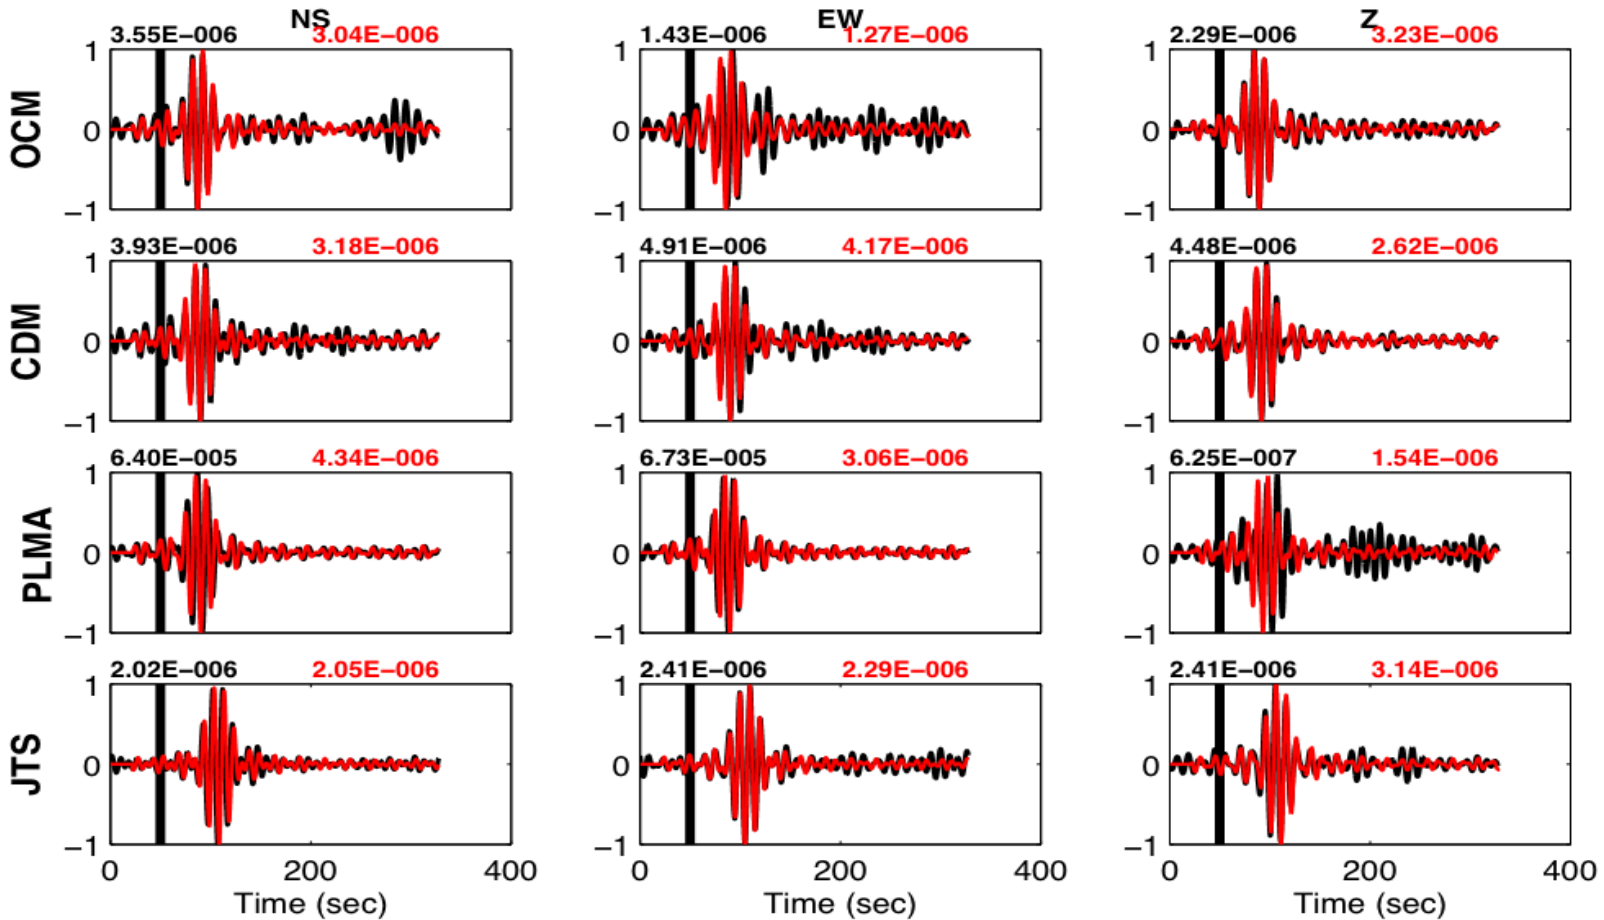 NS EW Z
3.55E−006 3.04E−006 1.43E−006 1.27E−006 2.29E−006 3.23E−006
OCM
1 1 1
0 0 0
−1 −1 −1
3.93E−006 3.18E−006 4.91E−006 4.17E−006 4.48E−006 2.62E−006
CDM
1 1 1
0 0 0
−1 −1 −1
6.40E−005 4.34E−006 6.73E−005 3.06E−006 6.25E−007 1.54E−006
PLMA
1 1 1
0 0 0
−1 −1 −1
2.02E−006 2.05E−006 2.41E−006 2.29E−006 2.41E−006 3.14E−006
JTS
1 1 1
0 0 0
−1 −1 −1
0 200 400 0 200 400 0 200 400
Time (sec) Time (sec) Time (sec)